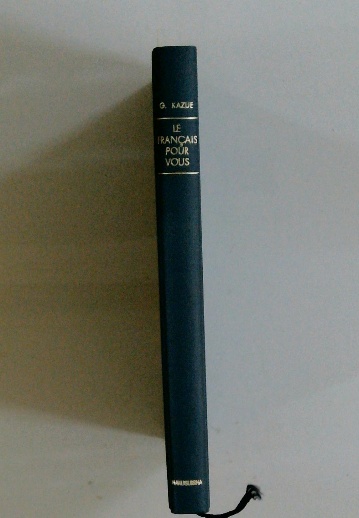 G. KAZUE
LE
FRANÇAIS
POUR
VOUS